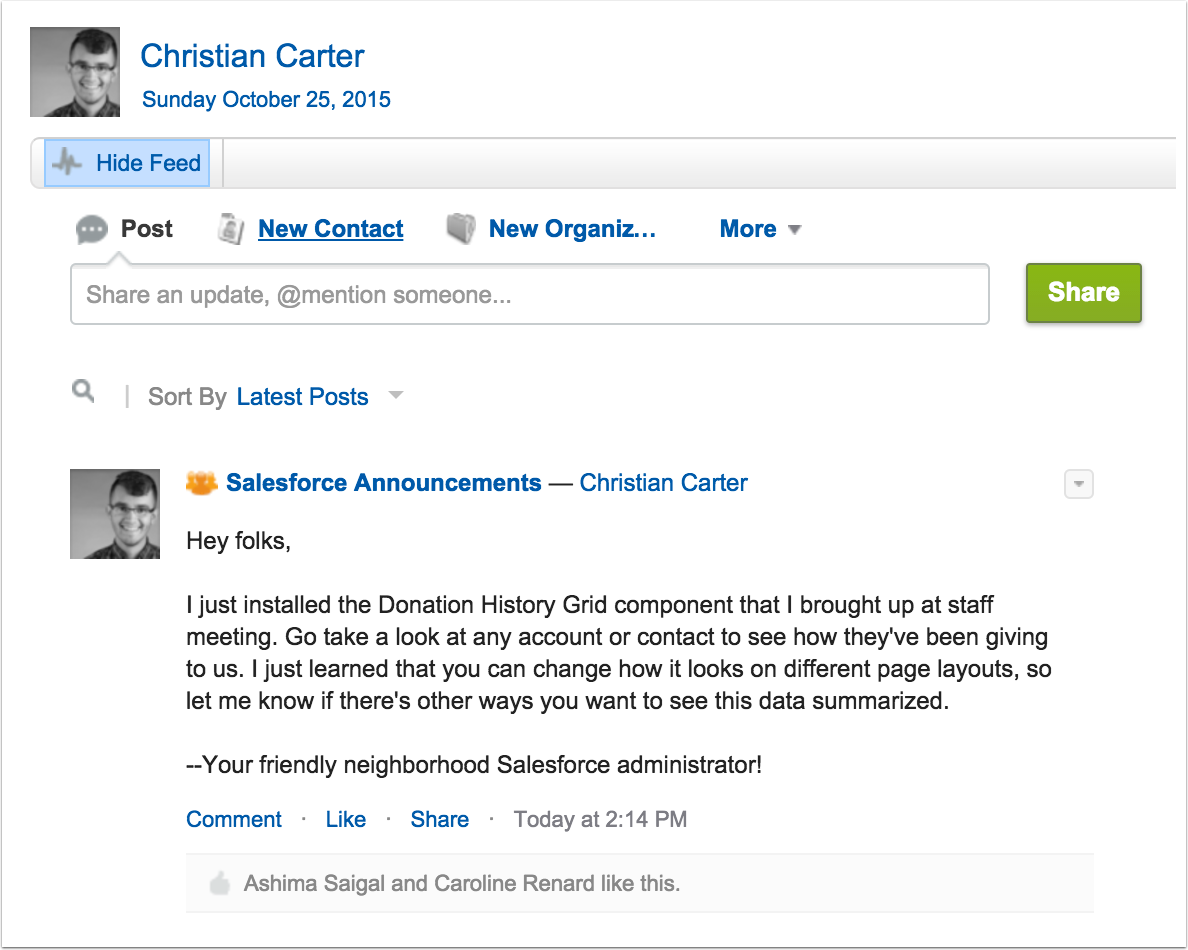 Christian Carter
Sunday October 25, 2015
Hide Feed
Post New Contact New Organiz... More
Share an update, @mention someone... Share
| Sort By Latest Posts
Salesforce Announcements — Christian Carter
Hey folks,
I just installed the Donation History Grid component that I brought up at staff
meeting. Go take a look at any account or contact to see how they've been giving
to us. I just learned that you can change how it looks on different page layouts, so
let me know if there's other ways you want to see this data summarized.
--Your friendly neighborhood Salesforce administrator!
Comment · Like · Share · Today at 2:14 PM
Ashima Saigal and Caroline Renard like this.